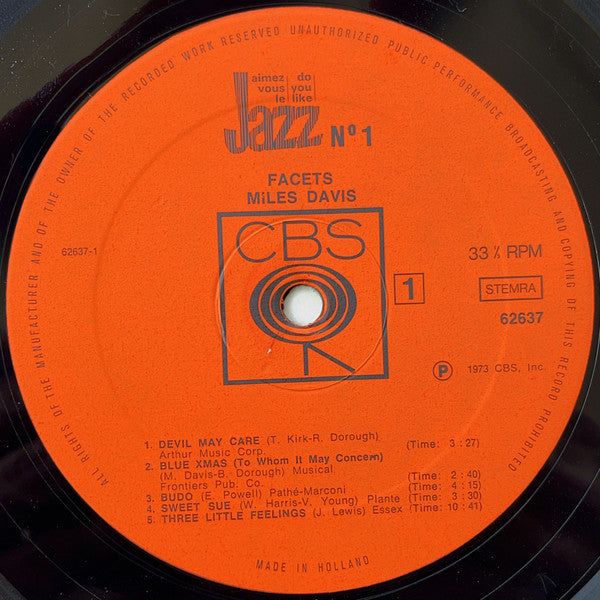 ALL RIGHTS OF THE MANUFACTURER AND OF THE OWNER OF THE RECORDED WORK RESERVED UNAUTHORIZED PUBLIC PERFORMANCE BROADCASTING AND COPYING OF THIS RECORD PROHIBITED
aimez do
vous you
le like
Jazz Nº 1
FACETS
MiLES DAVIS
CBS
62637-1
33⅓ RPM
1
STEMRA
62637
℗ 1973 CBS, Inc.
1. DEVIL MAY CARE (T. Kirk-R. Dorough)
Arthur Music Corp. (Time: 3 : 27)
2. BLUE XMAS (To Whom It May Concern)
(M. Davis-B. Dorough) Musical
Frontiers Pub. Co. (Time: 2 : 40)
3. BUDO (E. Powell) Pathé-Marconi (Time: 4 : 15)
4. SWEET SUE (W. Harris-V. Young) Plante (Time: 3 : 30)
5. THREE LITTLE FEELINGS (J. Lewis) Essex (Time: 10 : 41)
MADE IN HOLLAND